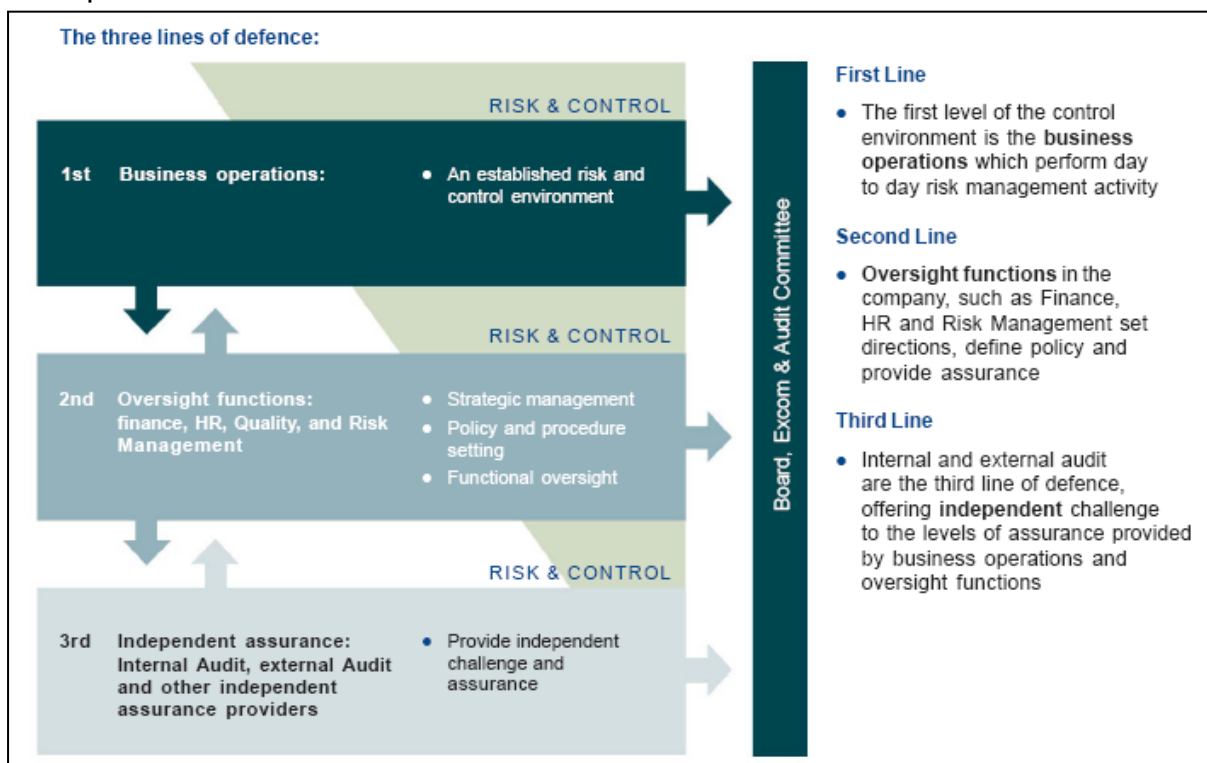 The three lines of defence:
RISK & CONTROL
1st Business operations:
• An established risk and
control environment
RISK & CONTROL
2nd Oversight functions:
finance, HR, Quality, and Risk
Management
• Strategic management
• Policy and procedure
setting
• Functional oversight
RISK & CONTROL
3rd Independent assurance:
Internal Audit, external Audit
and other independent
assurance providers
• Provide independent
challenge and
assurance
Board, Excom & Audit Committee
First Line
• The first level of the control
environment is the business
operations which perform day
to day risk management activity
Second Line
• Oversight functions in the
company, such as Finance,
HR and Risk Management set
directions, define policy and
provide assurance
Third Line
• Internal and external audit
are the third line of defence,
offering independent challenge
to the levels of assurance provided
by business operations and
oversight functions